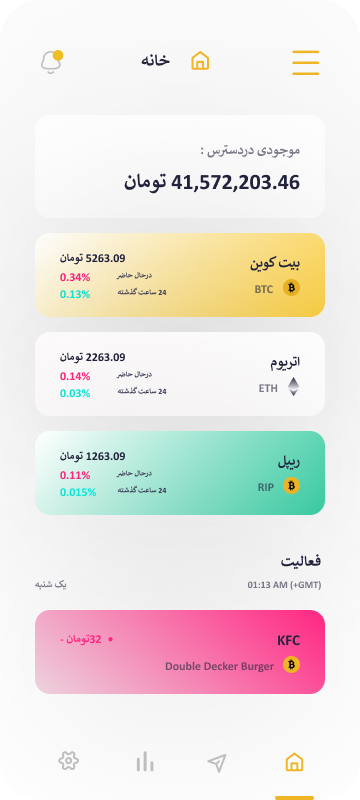 خانه
موجودی دردسترس :
41,572,203.46 تومان
بیت کوین
BTC
5263.09 تومان
درحال حاضر 0.34%
24 ساعت گذشته 0.13%
اتریوم
ETH
2263.09 تومان
درحال حاضر 0.14%
24 ساعت گذشته 0.03%
ریپل
RIP
1263.09 تومان
درحال حاضر 0.11%
24 ساعت گذشته 0.015%
فعالیت
01:13 AM (+GMT)
یک شنبه
KFC
32تومان -
Double Decker Burger